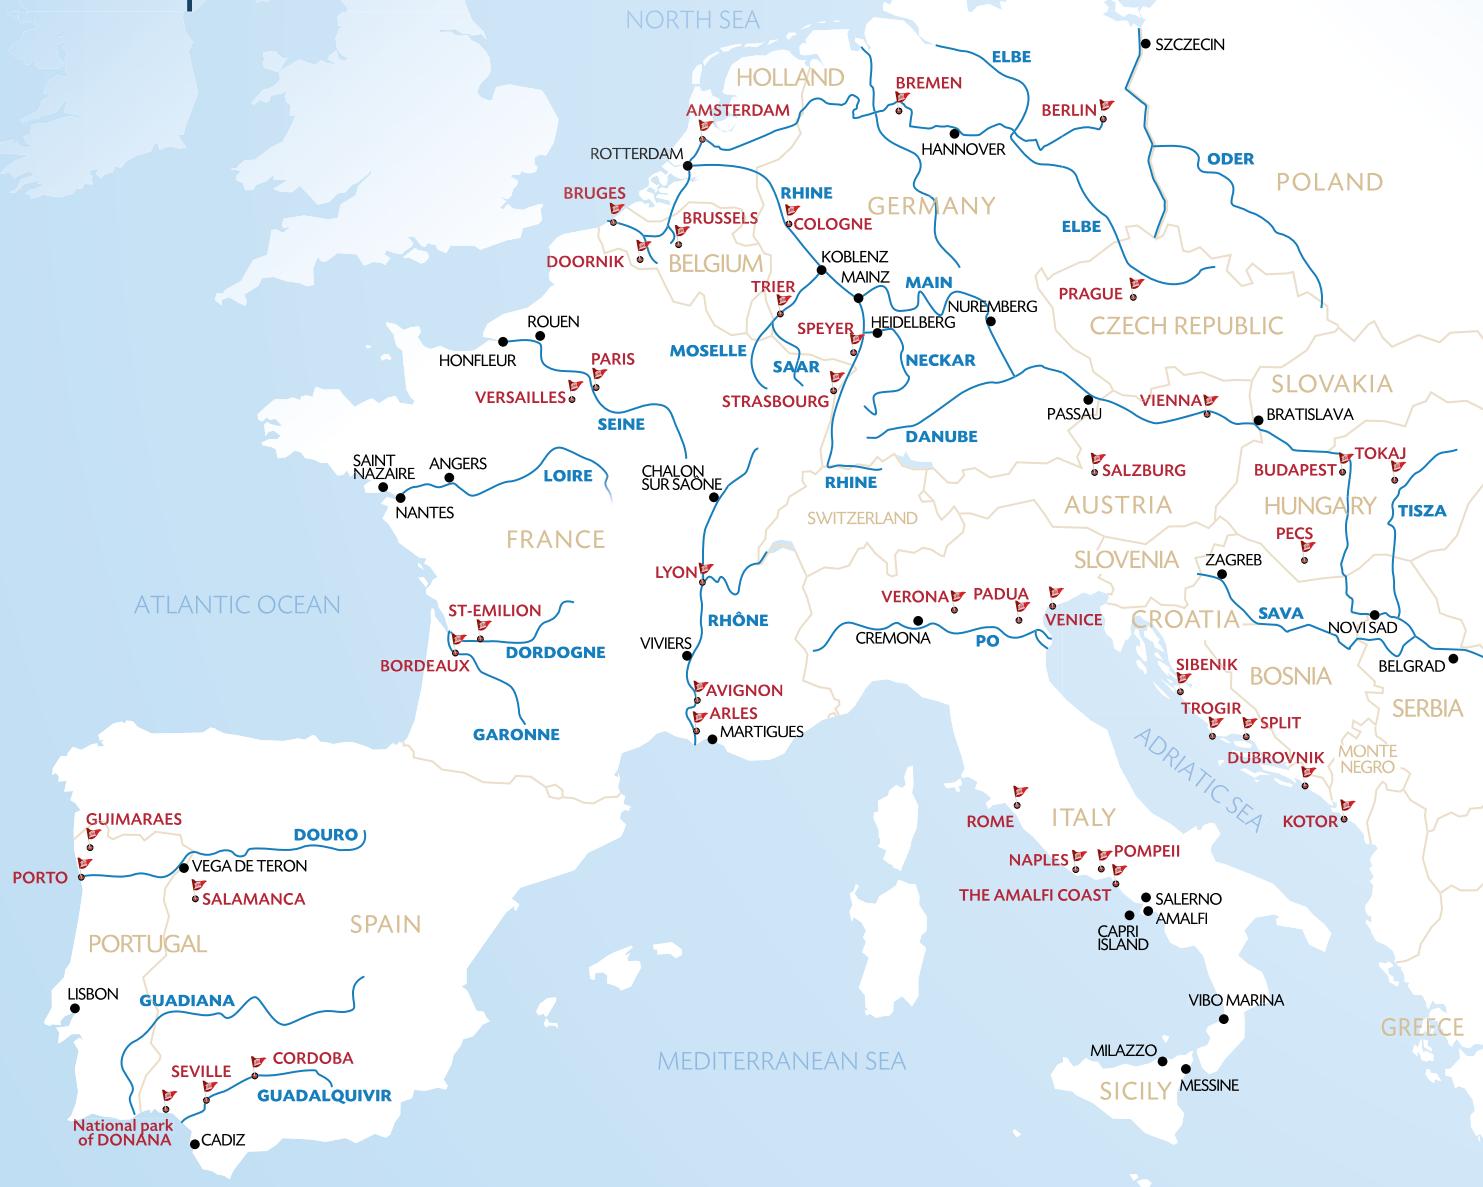 NORTH SEA
SZCZECIN
ELBE
HOLLAND
BREMEN
AMSTERDAM
BERLIN
HANNOVER
ROTTERDAM
ODER
POLAND
BRUGES
RHINE
GERMANY
BRUSSELS
COLOGNE
ELBE
DOORNIK
BELGIUM
KOBLENZ
MAINZ
TRIER
MAIN
PRAGUE
NUREMBERG
ROUEN
SPEYER
HEIDELBERG
CZECH REPUBLIC
HONFLEUR
PARIS
MOSELLE
SAAR
NECKAR
VERSAILLES
STRASBOURG
SLOVAKIA
VIENNA
PASSAU
BRATISLAVA
SEINE
DANUBE
SAINT
NAZAIRE
ANGERS
LOIRE
CHALON
SUR SAÔNE
RHINE
SALZBURG
BUDAPEST
TOKAJ
NANTES
SWITZERLAND
AUSTRIA
HUNGARY
TISZA
FRANCE
PECS
SLOVENIA
ZAGREB
LYON
ATLANTIC OCEAN
ST-EMILION
VERONA
PADUA
VENICE
CROATIA
SAVA
NOVI SAD
RHÔNE
CREMONA
PO
VIVIERS
DORDOGNE
BORDEAUX
BELGRAD
SIBENIK
BOSNIA
AVIGNON
ARLES
TROGIR
SPLIT
SERBIA
GARONNE
MARTIGUES
ADRIATIC SEA
DUBROVNIK
MONTE
NEGRO
GUIMARAES
DOURO
ROME
ITALY
KOTOR
PORTO
VEGA DE TERON
NAPLES
POMPEII
SALAMANCA
THE AMALFI COAST
SALERNO
AMALFI
SPAIN
CAPRI
ISLAND
PORTUGAL
LISBON
GUADIANA
VIBO MARINA
GREECE
SEVILLE
CORDOBA
MEDITERRANEAN SEA
MILAZZO
MESSINE
GUADALQUIVIR
SICILY
National park
of DONANA
CADIZ